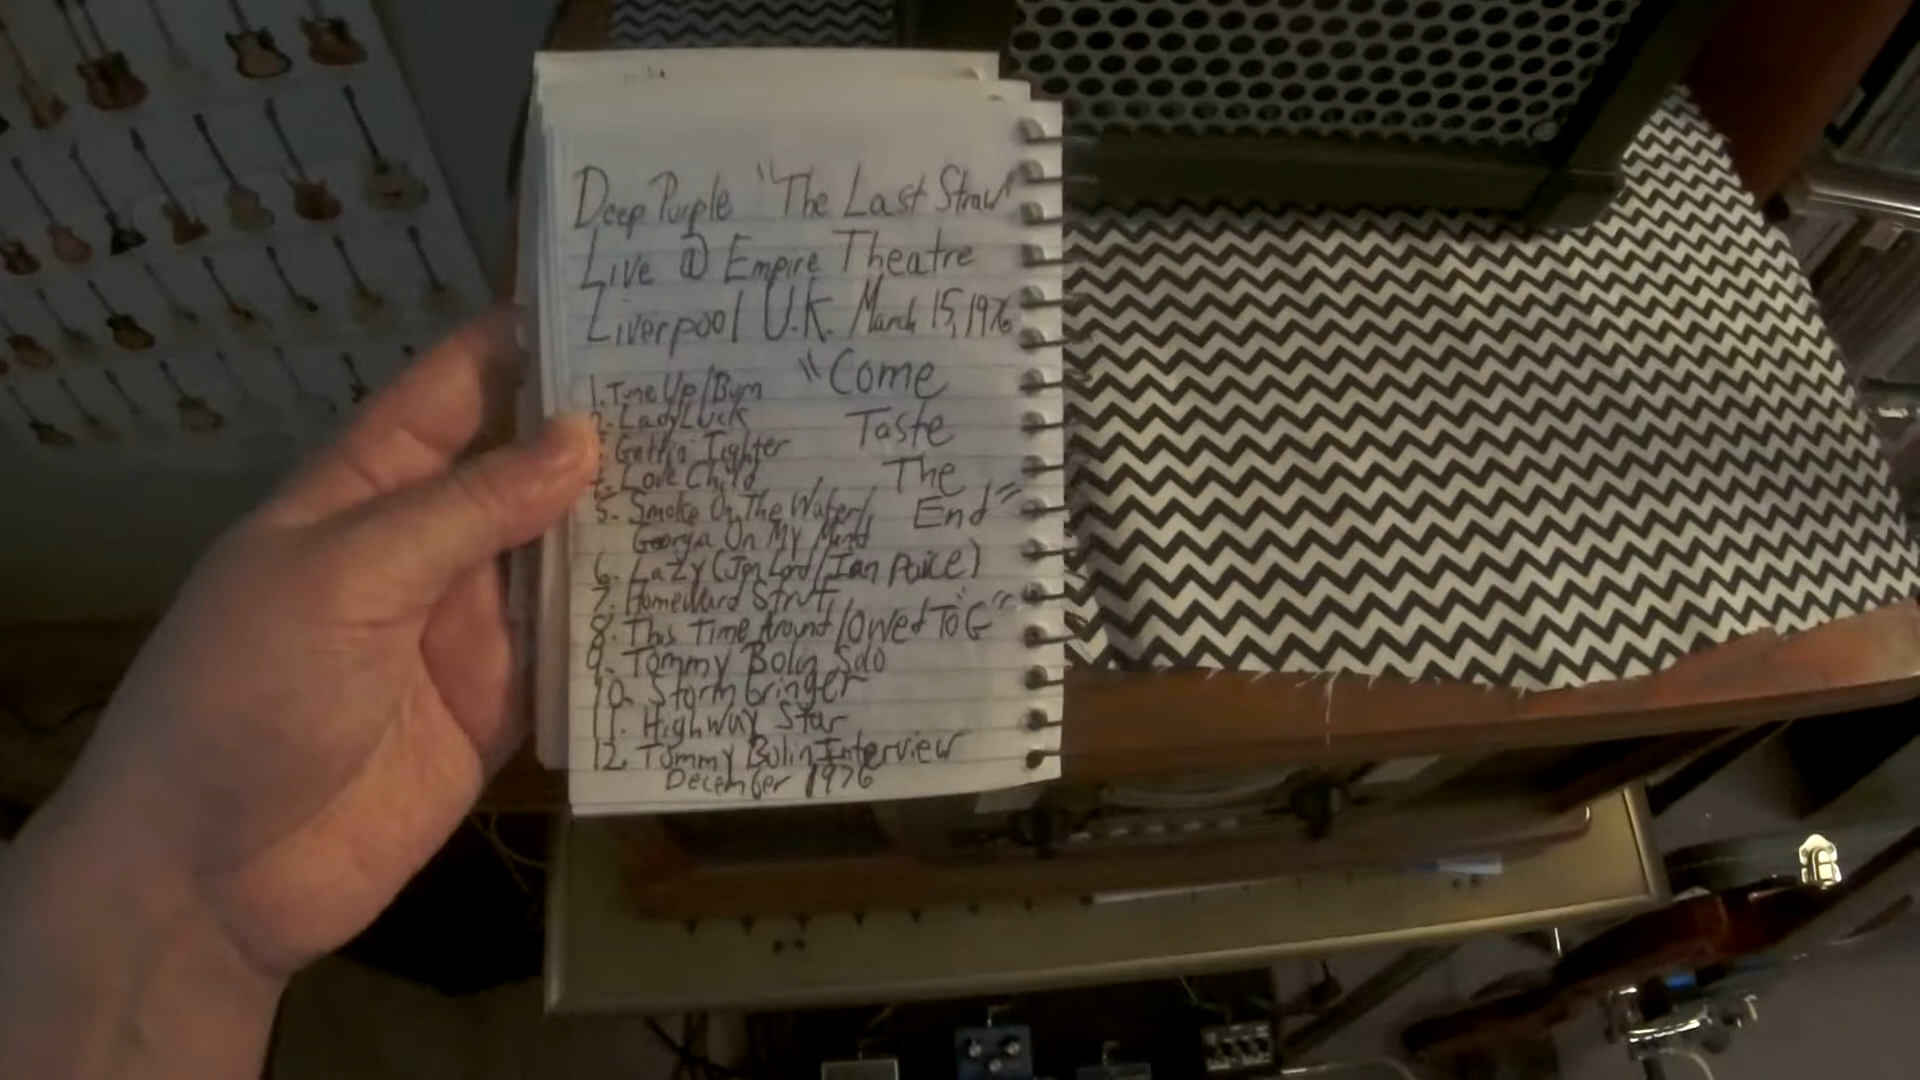 Deep Purple "The Last Straw"
Live @ Empire Theatre
Liverpool U.K. March 15, 1976
"Come
Taste
The
End"
1. Tune Up/Burn
2. Lady Luck
Gettin' Tighter
Love Child
5. Smoke On The Water/
Georgia On My Mind
6. Lazy (Jon Lord/Ian Paice)
7. Homeward Strut
8. This Time Around/Owed To "G"
9. Tommy Bolin Solo
10. Stormbringer
11. Highway Star
12. Tommy Bolin Interview
December 1976